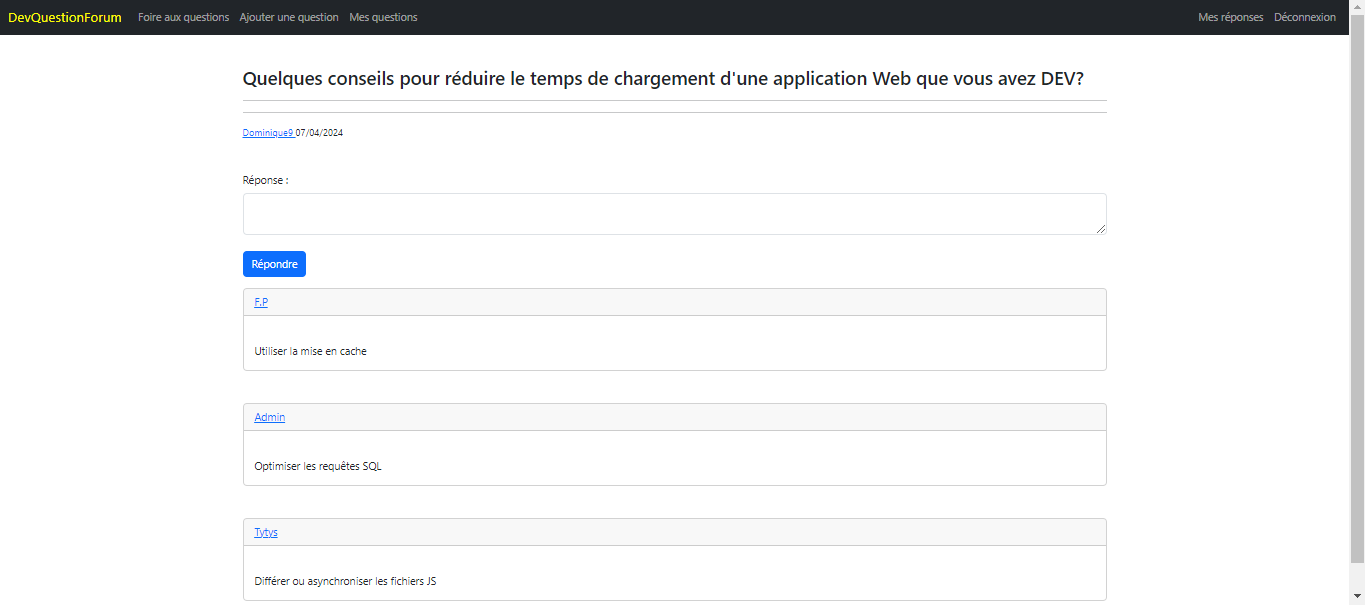 DevQuestionForum Foire aux questions Ajouter une question Mes questions Mes réponses Déconnexion
Quelques conseils pour réduire le temps de chargement d'une application Web que vous avez DEV?
Dominique9 07/04/2024
Réponse :
Répondre
F.P
Utiliser la mise en cache
Admin
Optimiser les requêtes SQL
Tytys
Différer ou asynchroniser les fichiers JS